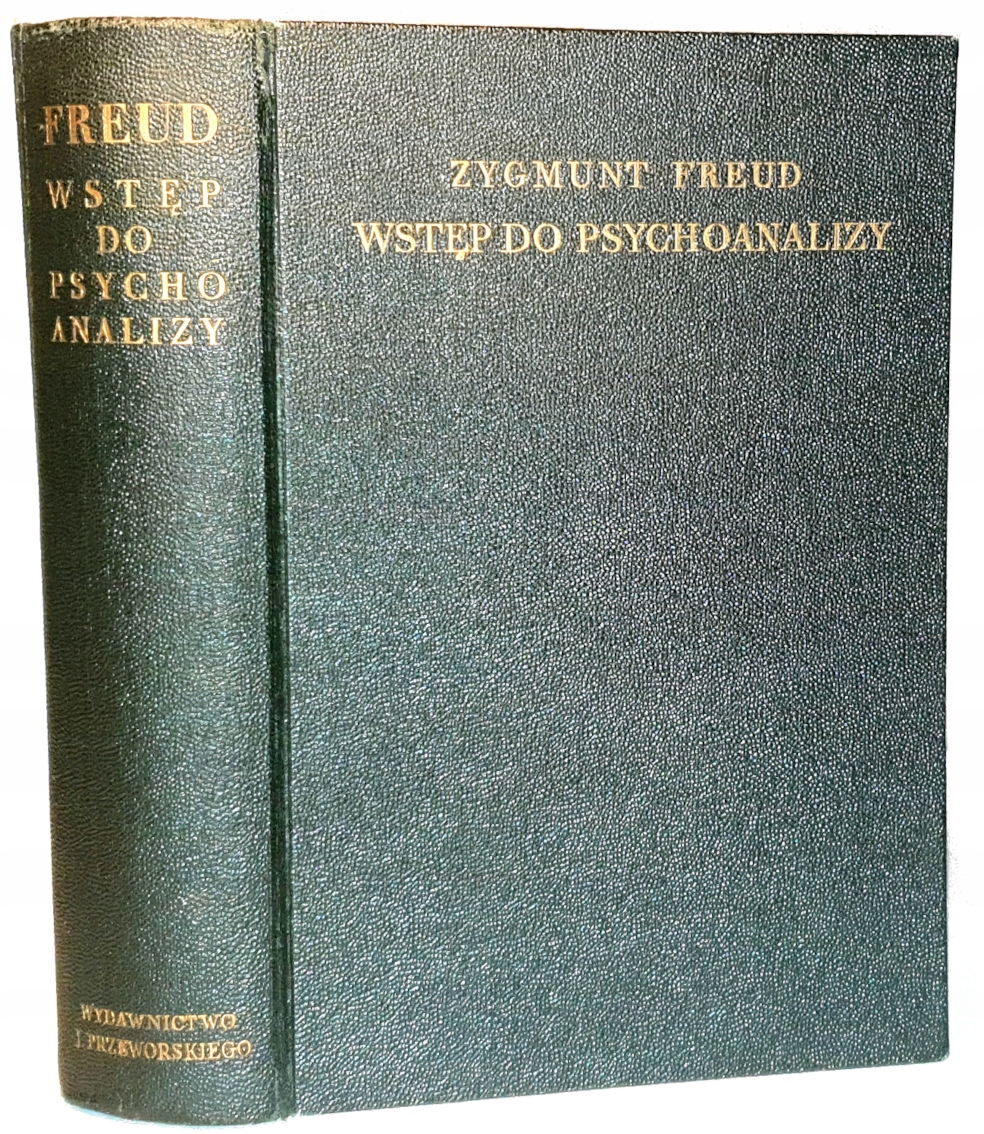 FREUD
WSTĘP
DO
PSYCHO
ANALIZY
WYDAWNICTWO
J. PRZEWORSKIEGO
ZYGMUNT FREUD
WSTĘP DO PSYCHOANALIZY